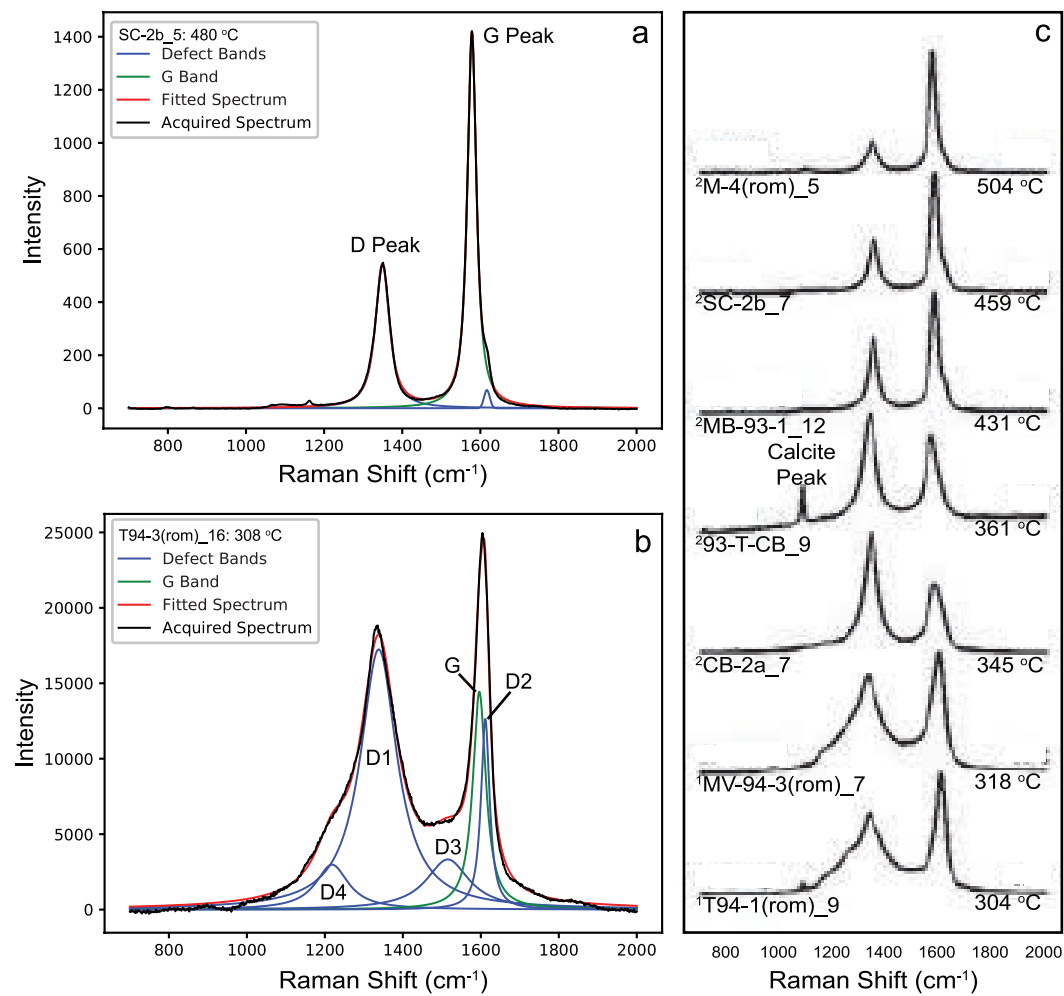 a
SC-2b_5: 480 °C
Defect Bands
G Band
Fitted Spectrum
Acquired Spectrum
G Peak
D Peak
Intensity
1400
1200
1000
800
600
400
200
0
800 1000 1200 1400 1600 1800 2000
Raman Shift (cm⁻¹)
b
T94-3(rom)_16: 308 °C
Defect Bands
G Band
Fitted Spectrum
Acquired Spectrum
G
D2
D1
D3
D4
Intensity
25000
20000
15000
10000
5000
0
800 1000 1200 1400 1600 1800 2000
Raman Shift (cm⁻¹)
c
²M-4(rom)_5 504 °C
²SC-2b_7 459 °C
²MB-93-1_12 431 °C
Calcite
Peak
²93-T-CB_9 361 °C
²CB-2a_7 345 °C
¹MV-94-3(rom)_7 318 °C
¹T94-1(rom)_9 304 °C
800 1000 1200 1400 1600 1800 2000
Raman Shift (cm⁻¹)